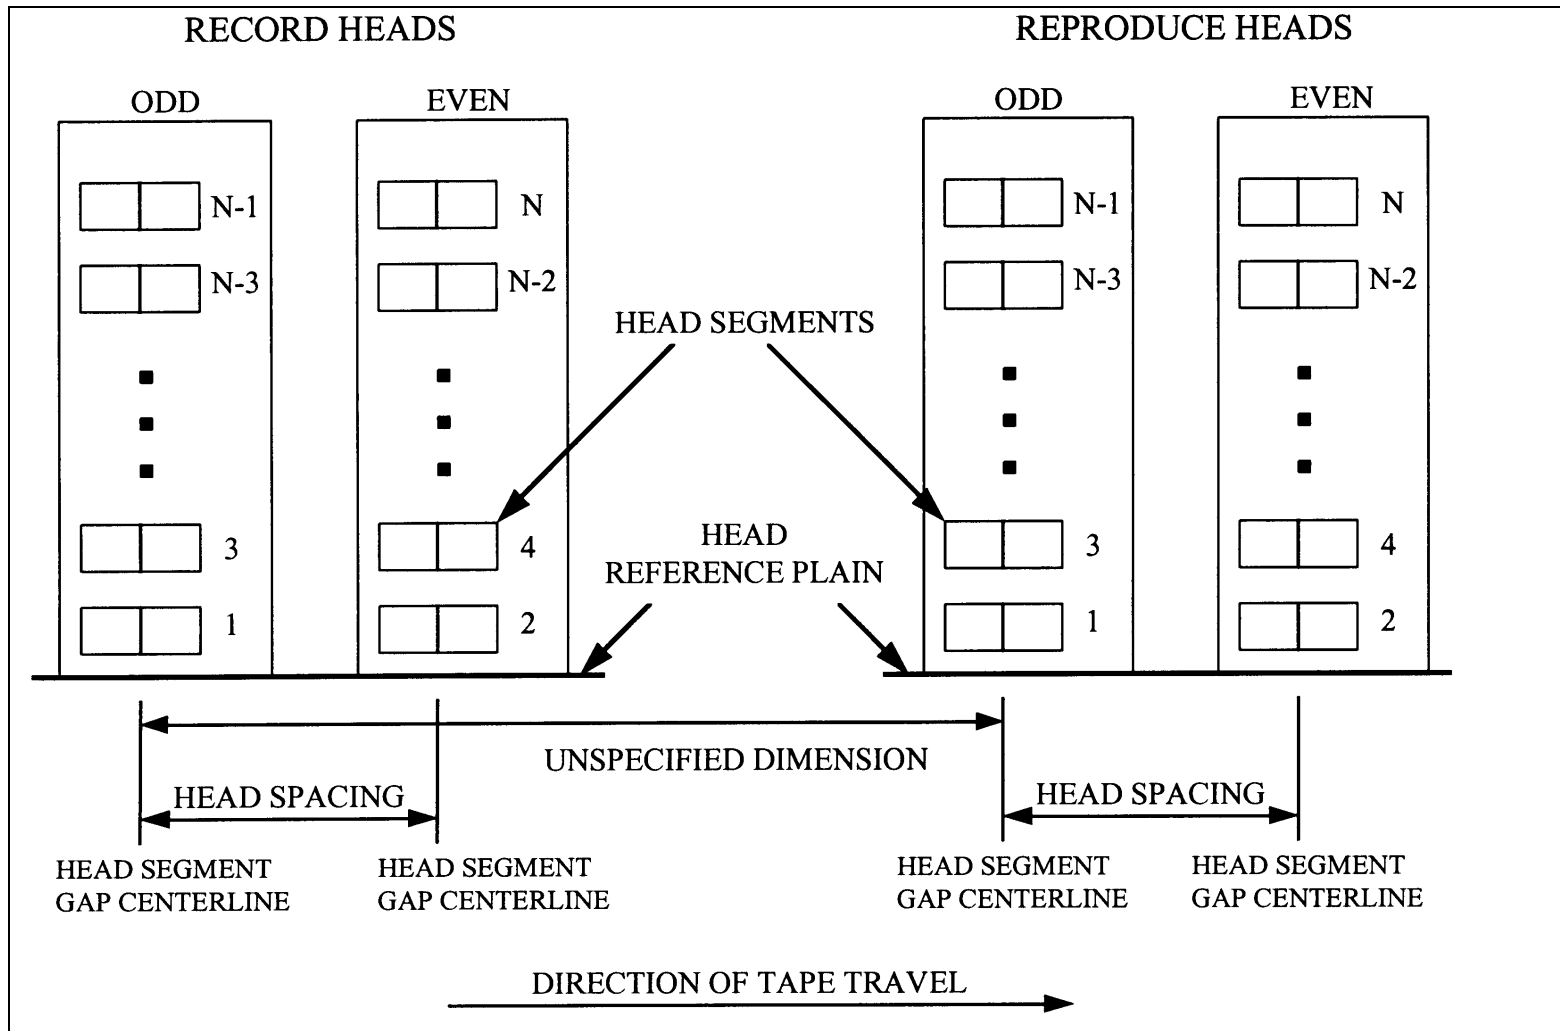 RECORD HEADS
REPRODUCE HEADS
ODD
EVEN
ODD
EVEN
N-1
N
N-1
N
N-3
N-2
N-3
N-2
HEAD SEGMENTS
3
4
HEAD
REFERENCE PLAIN
3
4
1
2
1
2
UNSPECIFIED DIMENSION
HEAD SPACING
HEAD SPACING
HEAD SEGMENT
GAP CENTERLINE
HEAD SEGMENT
GAP CENTERLINE
HEAD SEGMENT
GAP CENTERLINE
HEAD SEGMENT
GAP CENTERLINE
DIRECTION OF TAPE TRAVEL